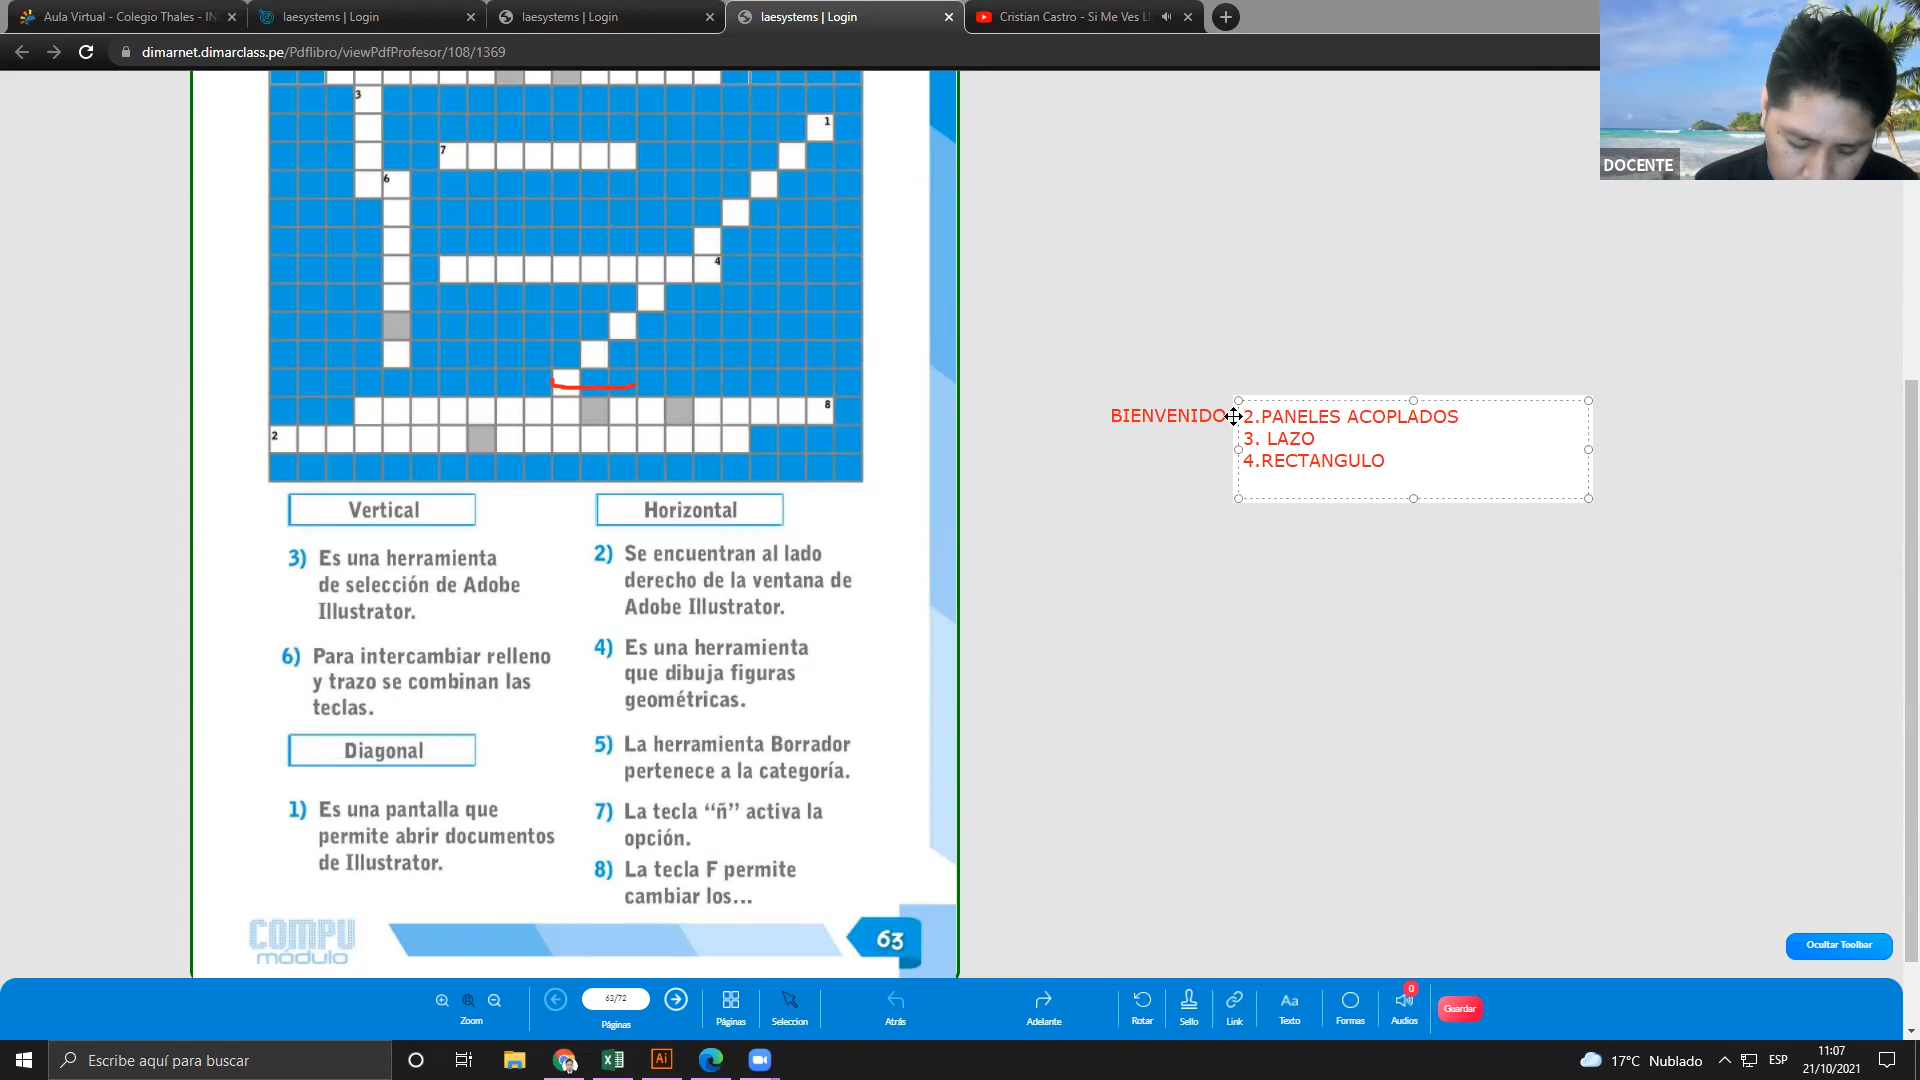 Aula Virtual - Colegio Thales - IN
laesystems | Login
laesystems | Login
laesystems | Login
Cristian Castro - Si Me Ves Ll
dimarnet.dimarclass.pe/Pdflibro/viewPdfProfesor/108/1369
DOCENTE
3
1
7
6
4
8
2
BIENVENIDO
2.PANELES ACOPLADOS
3. LAZO
4.RECTANGULO
Vertical
3) Es una herramienta
de selección de Adobe
Illustrator.
6) Para intercambiar relleno
y trazo se combinan las
teclas.
Diagonal
1) Es una pantalla que
permite abrir documentos
de Illustrator.
Horizontal
2) Se encuentran al lado
derecho de la ventana de
Adobe Illustrator.
4) Es una herramienta
que dibuja figuras
geométricas.
5) La herramienta Borrador
pertenece a la categoría.
7) La tecla “ñ” activa la
opción.
8) La tecla F permite
cambiar los...
COMPU
módulo
63
Ocultar Toolbar
Zoom
63/72
Páginas
Páginas
Seleccion
Atrás
Adelante
Rotar
Sello
Link
Aa
Texto
Formas
0
Audios
Guardar
Escribe aquí para buscar
Ai
17°C Nublado
ESP
11:07
21/10/2021